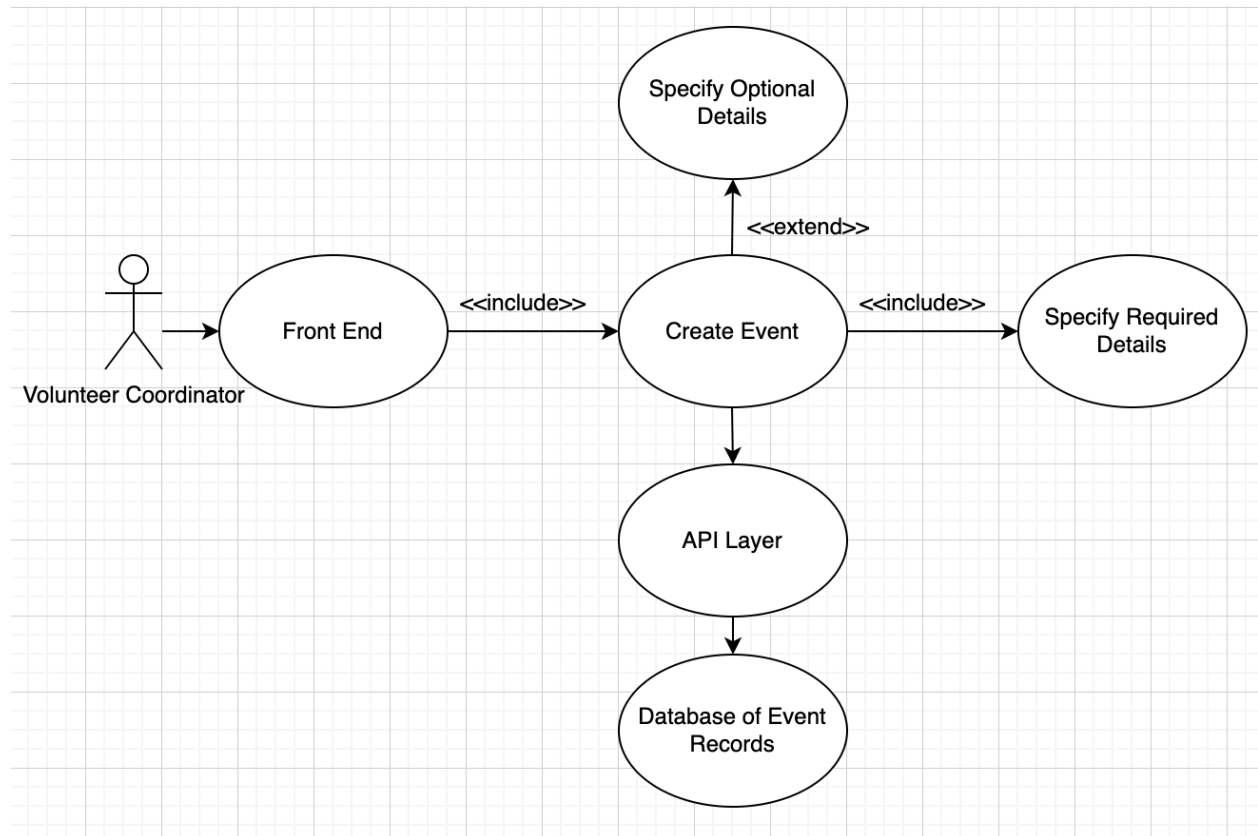 Specify Optional
Details
<<extend>>
<<include>>
<<include>>
Front End
Create Event
Specify Required
Details
Volunteer Coordinator
API Layer
Database of Event
Records